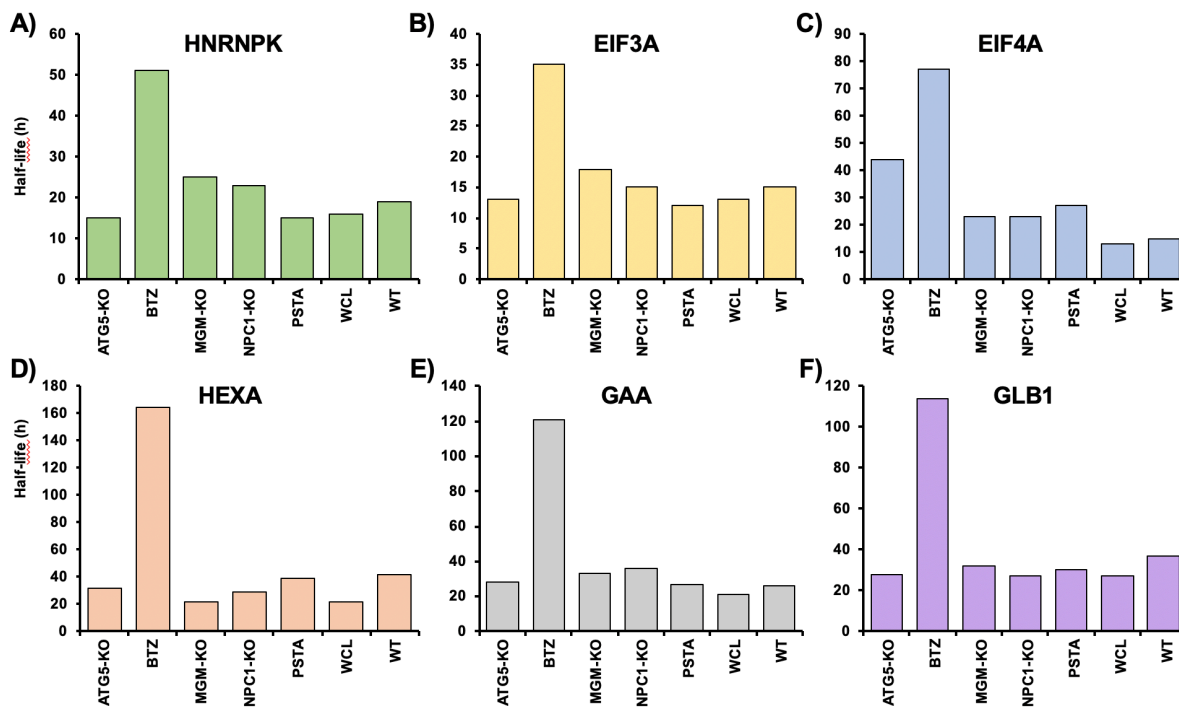 A) HNRNPK
60
50
40
30
20
10
0
Half-life (h)
ATG5-KO
BTZ
MGM-KO
NPC1-KO
PSTA
WCL
WT
B) EIF3A
40
35
30
25
20
15
10
5
0
ATG5-KO
BTZ
MGM-KO
NPC1-KO
PSTA
WCL
WT
C) EIF4A
90
80
70
60
50
40
30
20
10
0
ATG5-KO
BTZ
MGM-KO
NPC1-KO
PSTA
WCL
WT
D) HEXA
180
160
140
120
100
80
60
40
20
0
Half-life (h)
ATG5-KO
BTZ
MGM-KO
NPC1-KO
PSTA
WCL
WT
E) GAA
140
120
100
80
60
40
20
0
ATG5-KO
BTZ
MGM-KO
NPC1-KO
PSTA
WCL
WT
F) GLB1
120
100
80
60
40
20
0
ATG5-KO
BTZ
MGM-KO
NPC1-KO
PSTA
WCL
WT